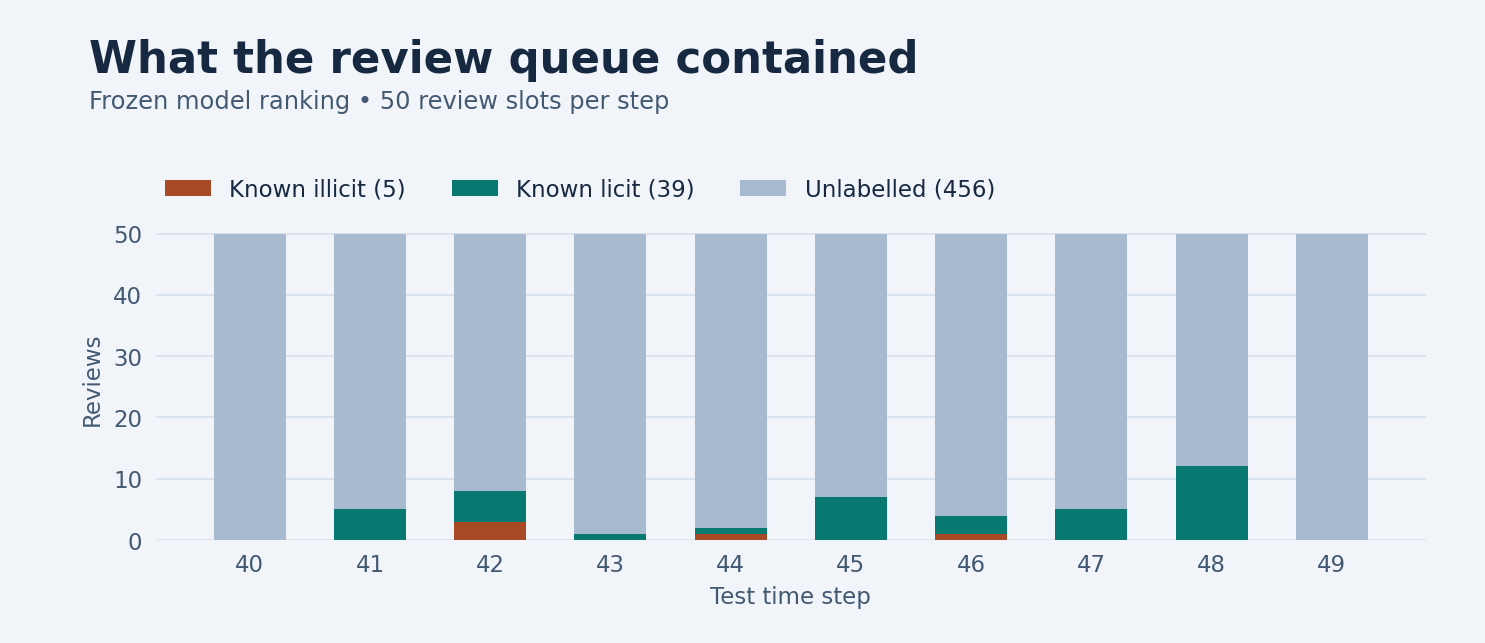 What the review queue contained
Frozen model ranking • 50 review slots per step
Known illicit (5) Known licit (39) Unlabelled (456)
50
40
30
20
10
0
Reviews
40 41 42 43 44 45 46 47 48 49
Test time step